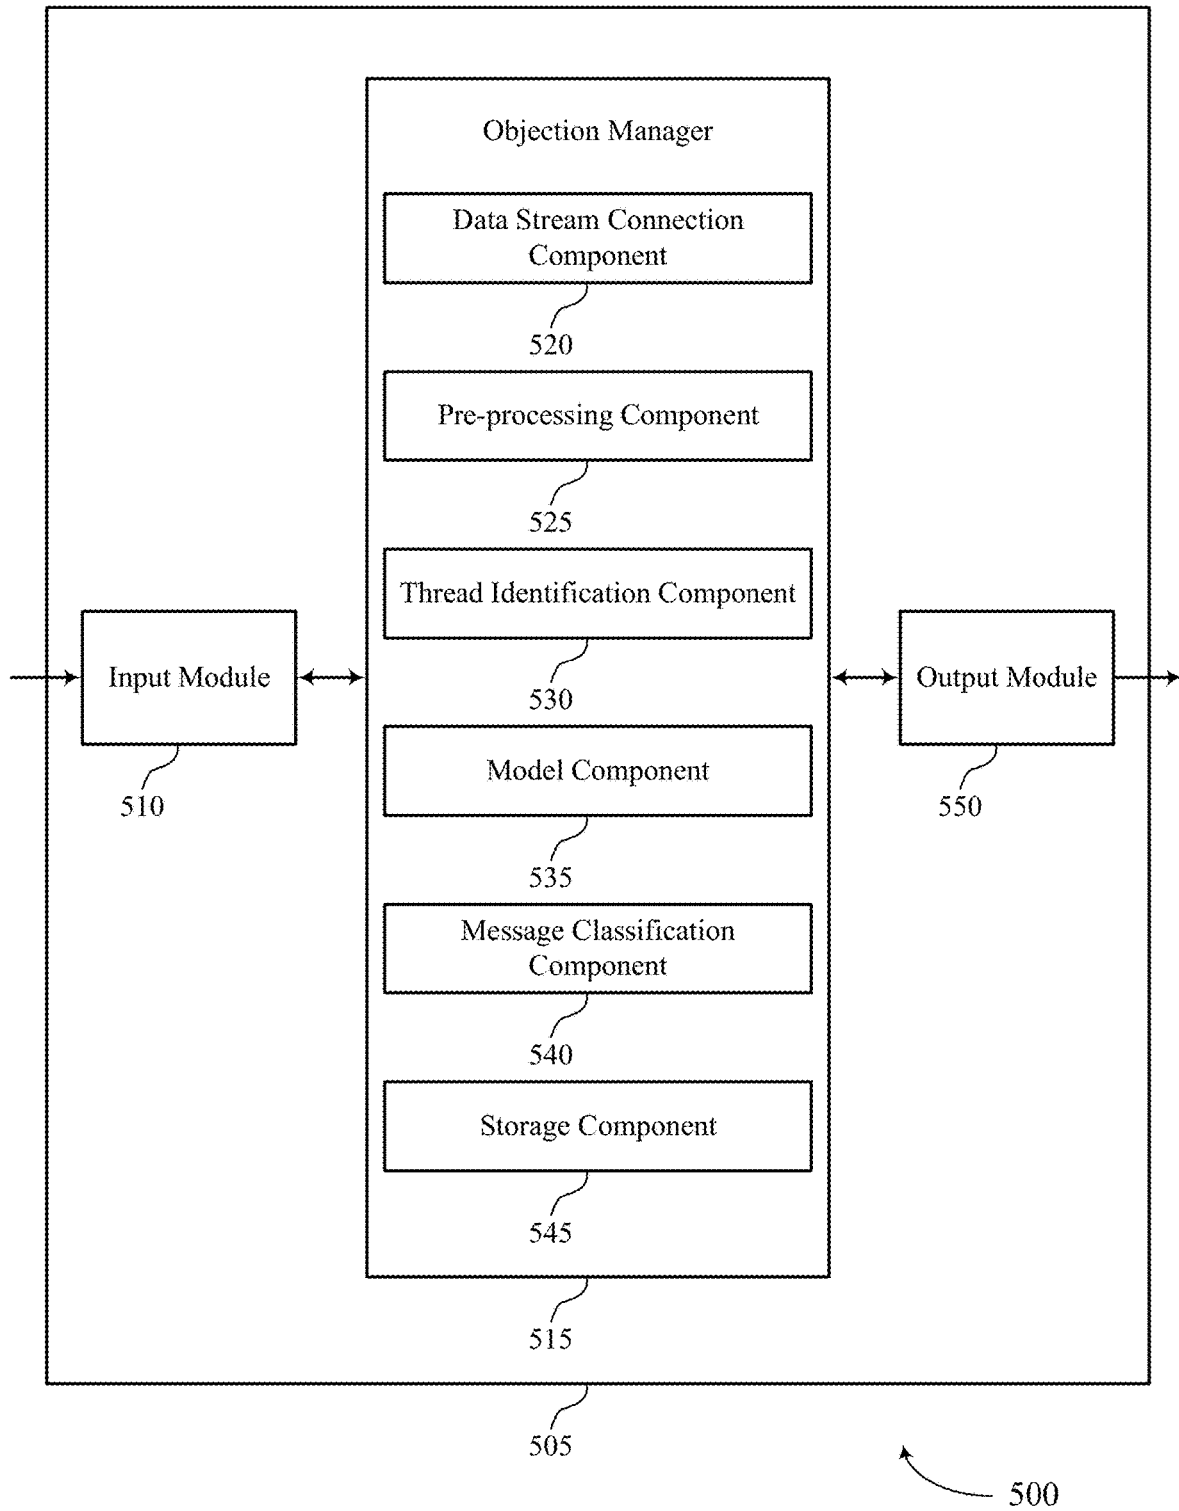 Objection Manager
Data Stream Connection
Component
520
Pre-processing Component
525
Thread Identification Component
530
Input Module
510
Output Module
550
Model Component
535
Message Classification
Component
540
Storage Component
545
515
505
500